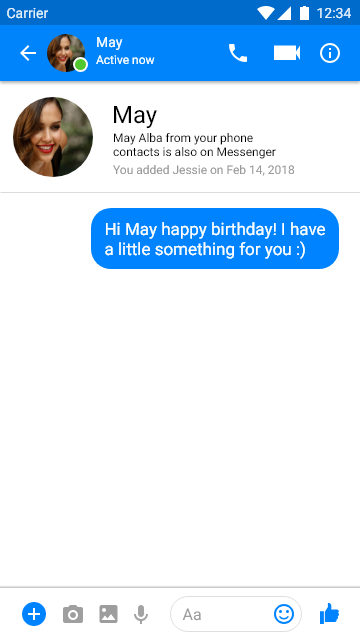 Carrier 12:34
May
Active now
May
May Alba from your phone
contacts is also on Messenger
You added Jessie on Feb 14, 2018
Hi May happy birthday! I have
a little something for you :)
Aa